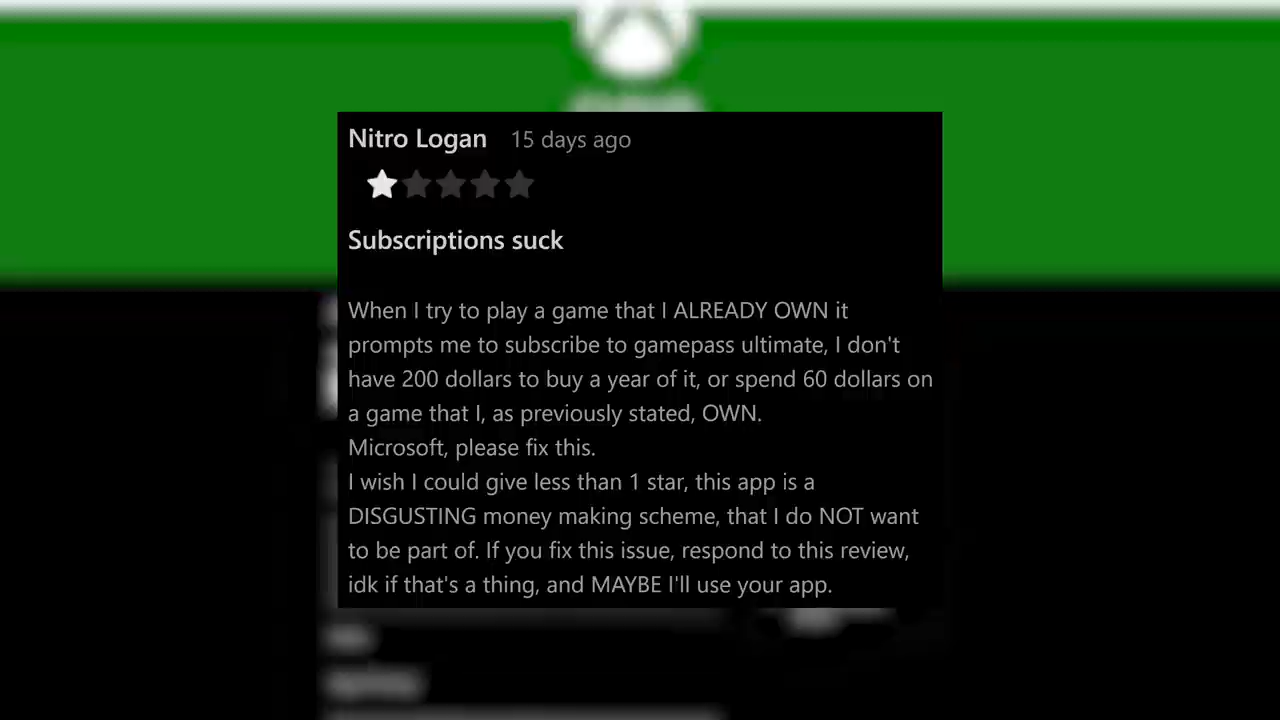 Nitro Logan 15 days ago
Subscriptions suck
When I try to play a game that I ALREADY OWN it
prompts me to subscribe to gamepass ultimate, I don't
have 200 dollars to buy a year of it, or spend 60 dollars on
a game that I, as previously stated, OWN.
Microsoft, please fix this.
I wish I could give less than 1 star, this app is a
DISGUSTING money making scheme, that I do NOT want
to be part of. If you fix this issue, respond to this review,
idk if that's a thing, and MAYBE I'll use your app.